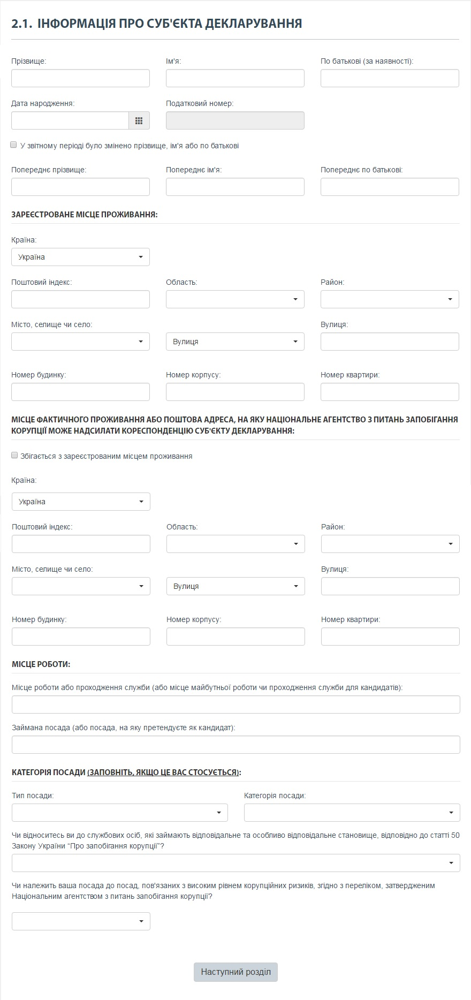 2.1. ІНФОРМАЦІЯ ПРО СУБ'ЄКТА ДЕКЛАРУВАННЯ
Прізвище: Ім'я: По батькові (за наявності):
Дата народження: Податковий номер:
У звітному періоді було змінено прізвище, ім'я або по батькові
Попереднє прізвище: Попереднє ім'я: Попереднє по батькові:
ЗАРЕЄСТРОВАНЕ МІСЦЕ ПРОЖИВАННЯ:
Країна:
Україна
Поштовий індекс: Область: Район:
Місто, селище чи село: Вулиця:
Вулиця
Номер будинку: Номер корпусу: Номер квартири:
МІСЦЕ ФАКТИЧНОГО ПРОЖИВАННЯ АБО ПОШТОВА АДРЕСА, НА ЯКУ НАЦІОНАЛЬНЕ АГЕНТСТВО З ПИТАНЬ ЗАПОБІГАННЯ
КОРУПЦІЇ МОЖЕ НАДСИЛАТИ КОРЕСПОНДЕНЦІЮ СУБ'ЄКТУ ДЕКЛАРУВАННЯ:
Збігається з зареєстрованим місцем проживання
Країна:
Україна
Поштовий індекс: Область: Район:
Місто, селище чи село: Вулиця:
Вулиця
Номер будинку: Номер корпусу: Номер квартири:
МІСЦЕ РОБОТИ:
Місце роботи або проходження служби (або місце майбутньої роботи чи проходження служби для кандидатів):
Займана посада (або посада, на яку претендуєте як кандидат):
КАТЕГОРІЯ ПОСАДИ (ЗАПОВНІТЬ, ЯКЩО ЦЕ ВАС СТОСУЄТЬСЯ):
Тип посади: Категорія посади:
Чи відноситесь ви до службових осіб, які займають відповідальне та особливо відповідальне становище, відповідно до статті 50
Закону України “Про запобігання корупції”?
Чи належить ваша посада до посад, пов'язаних з високим рівнем корупційних ризиків, згідно з переліком, затвердженим
Національним агентством з питань запобігання корупції?
Наступний розділ